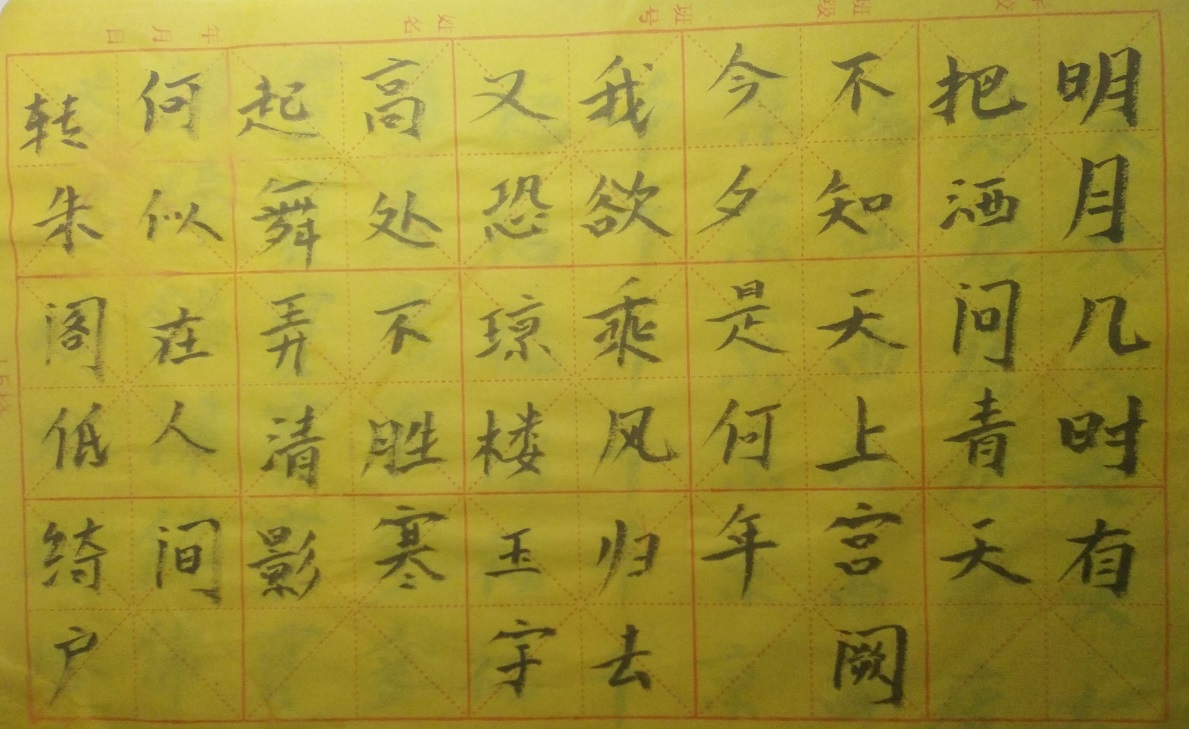 明月几时有
把酒问青天
不知天上宫阙
今夕是何年
我欲乘风归去
又恐琼楼玉宇
高处不胜寒
起舞弄清影
何似在人间
转朱阁低绮户